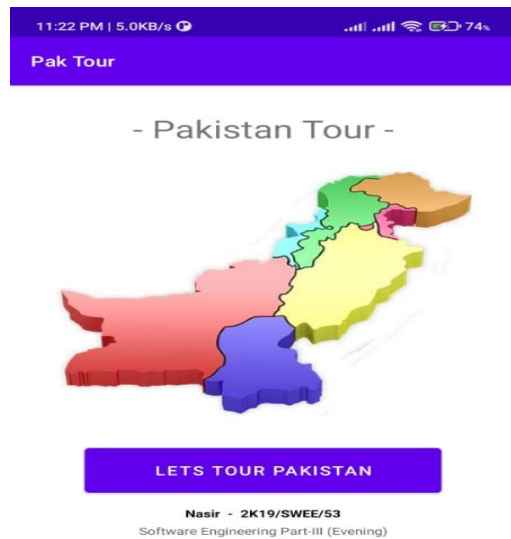 11:22 PM | 5.0KB/s
74%
Pak Tour
- Pakistan Tour -
LETS TOUR PAKISTAN
Nasir - 2K19/SWEE/53
Software Engineering Part-III (Evening)